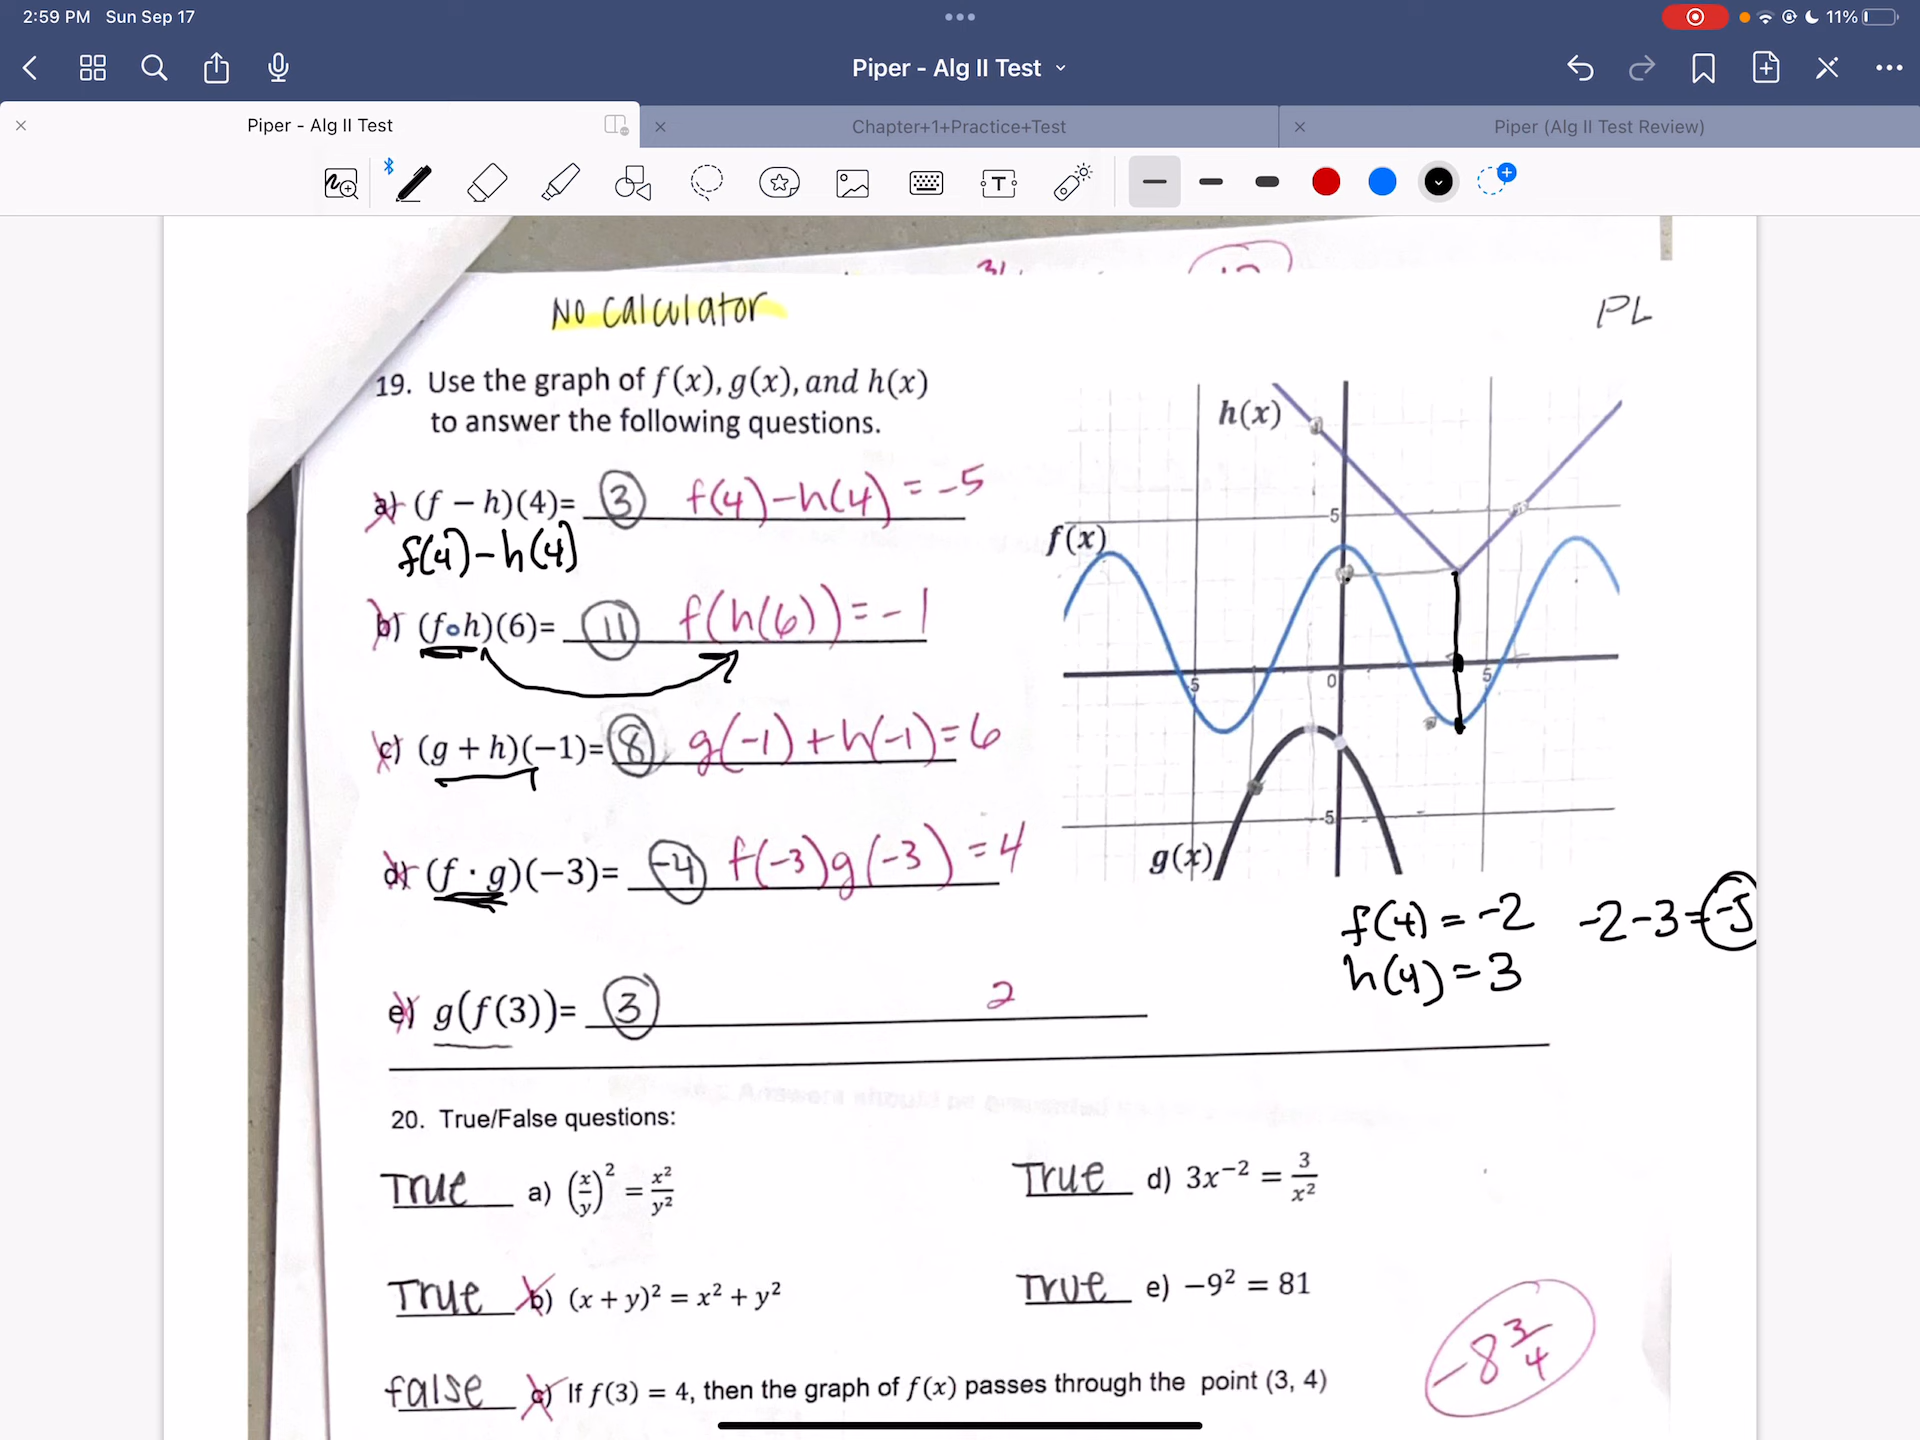 2:59 PM Sun Sep 17
11%
Piper - Alg II Test
Piper - Alg II Test
Chapter+1+Practice+Test
Piper (Alg II Test Review)
T
31
No calculator
PL
19. Use the graph of f(x), g(x), and h(x)
to answer the following questions.
a) (f − h)(4)= 3 f(4)-h(4) = -5
f(4)-h(4)
b) (f∘h)(6)= 11 f(h(6)) = -1
c) (g + h)(−1)= 8 g(-1)+h(-1)=6
d) (f · g)(−3)= -4 f(-3)g(-3) = 4
e) g(f(3))= 3 2
h(x)
f(x)
g(x)
5
-5
0
5
-5
f(4) = -2 -2-3=-5
h(4) = 3
20. True/False questions:
True a) (x/y)² = x²/y²
True d) 3x⁻² = 3/x²
True b) (x + y)² = x² + y²
True e) −9² = 81
false c) If f(3) = 4, then the graph of f(x) passes through the point (3, 4)
-8 3/4